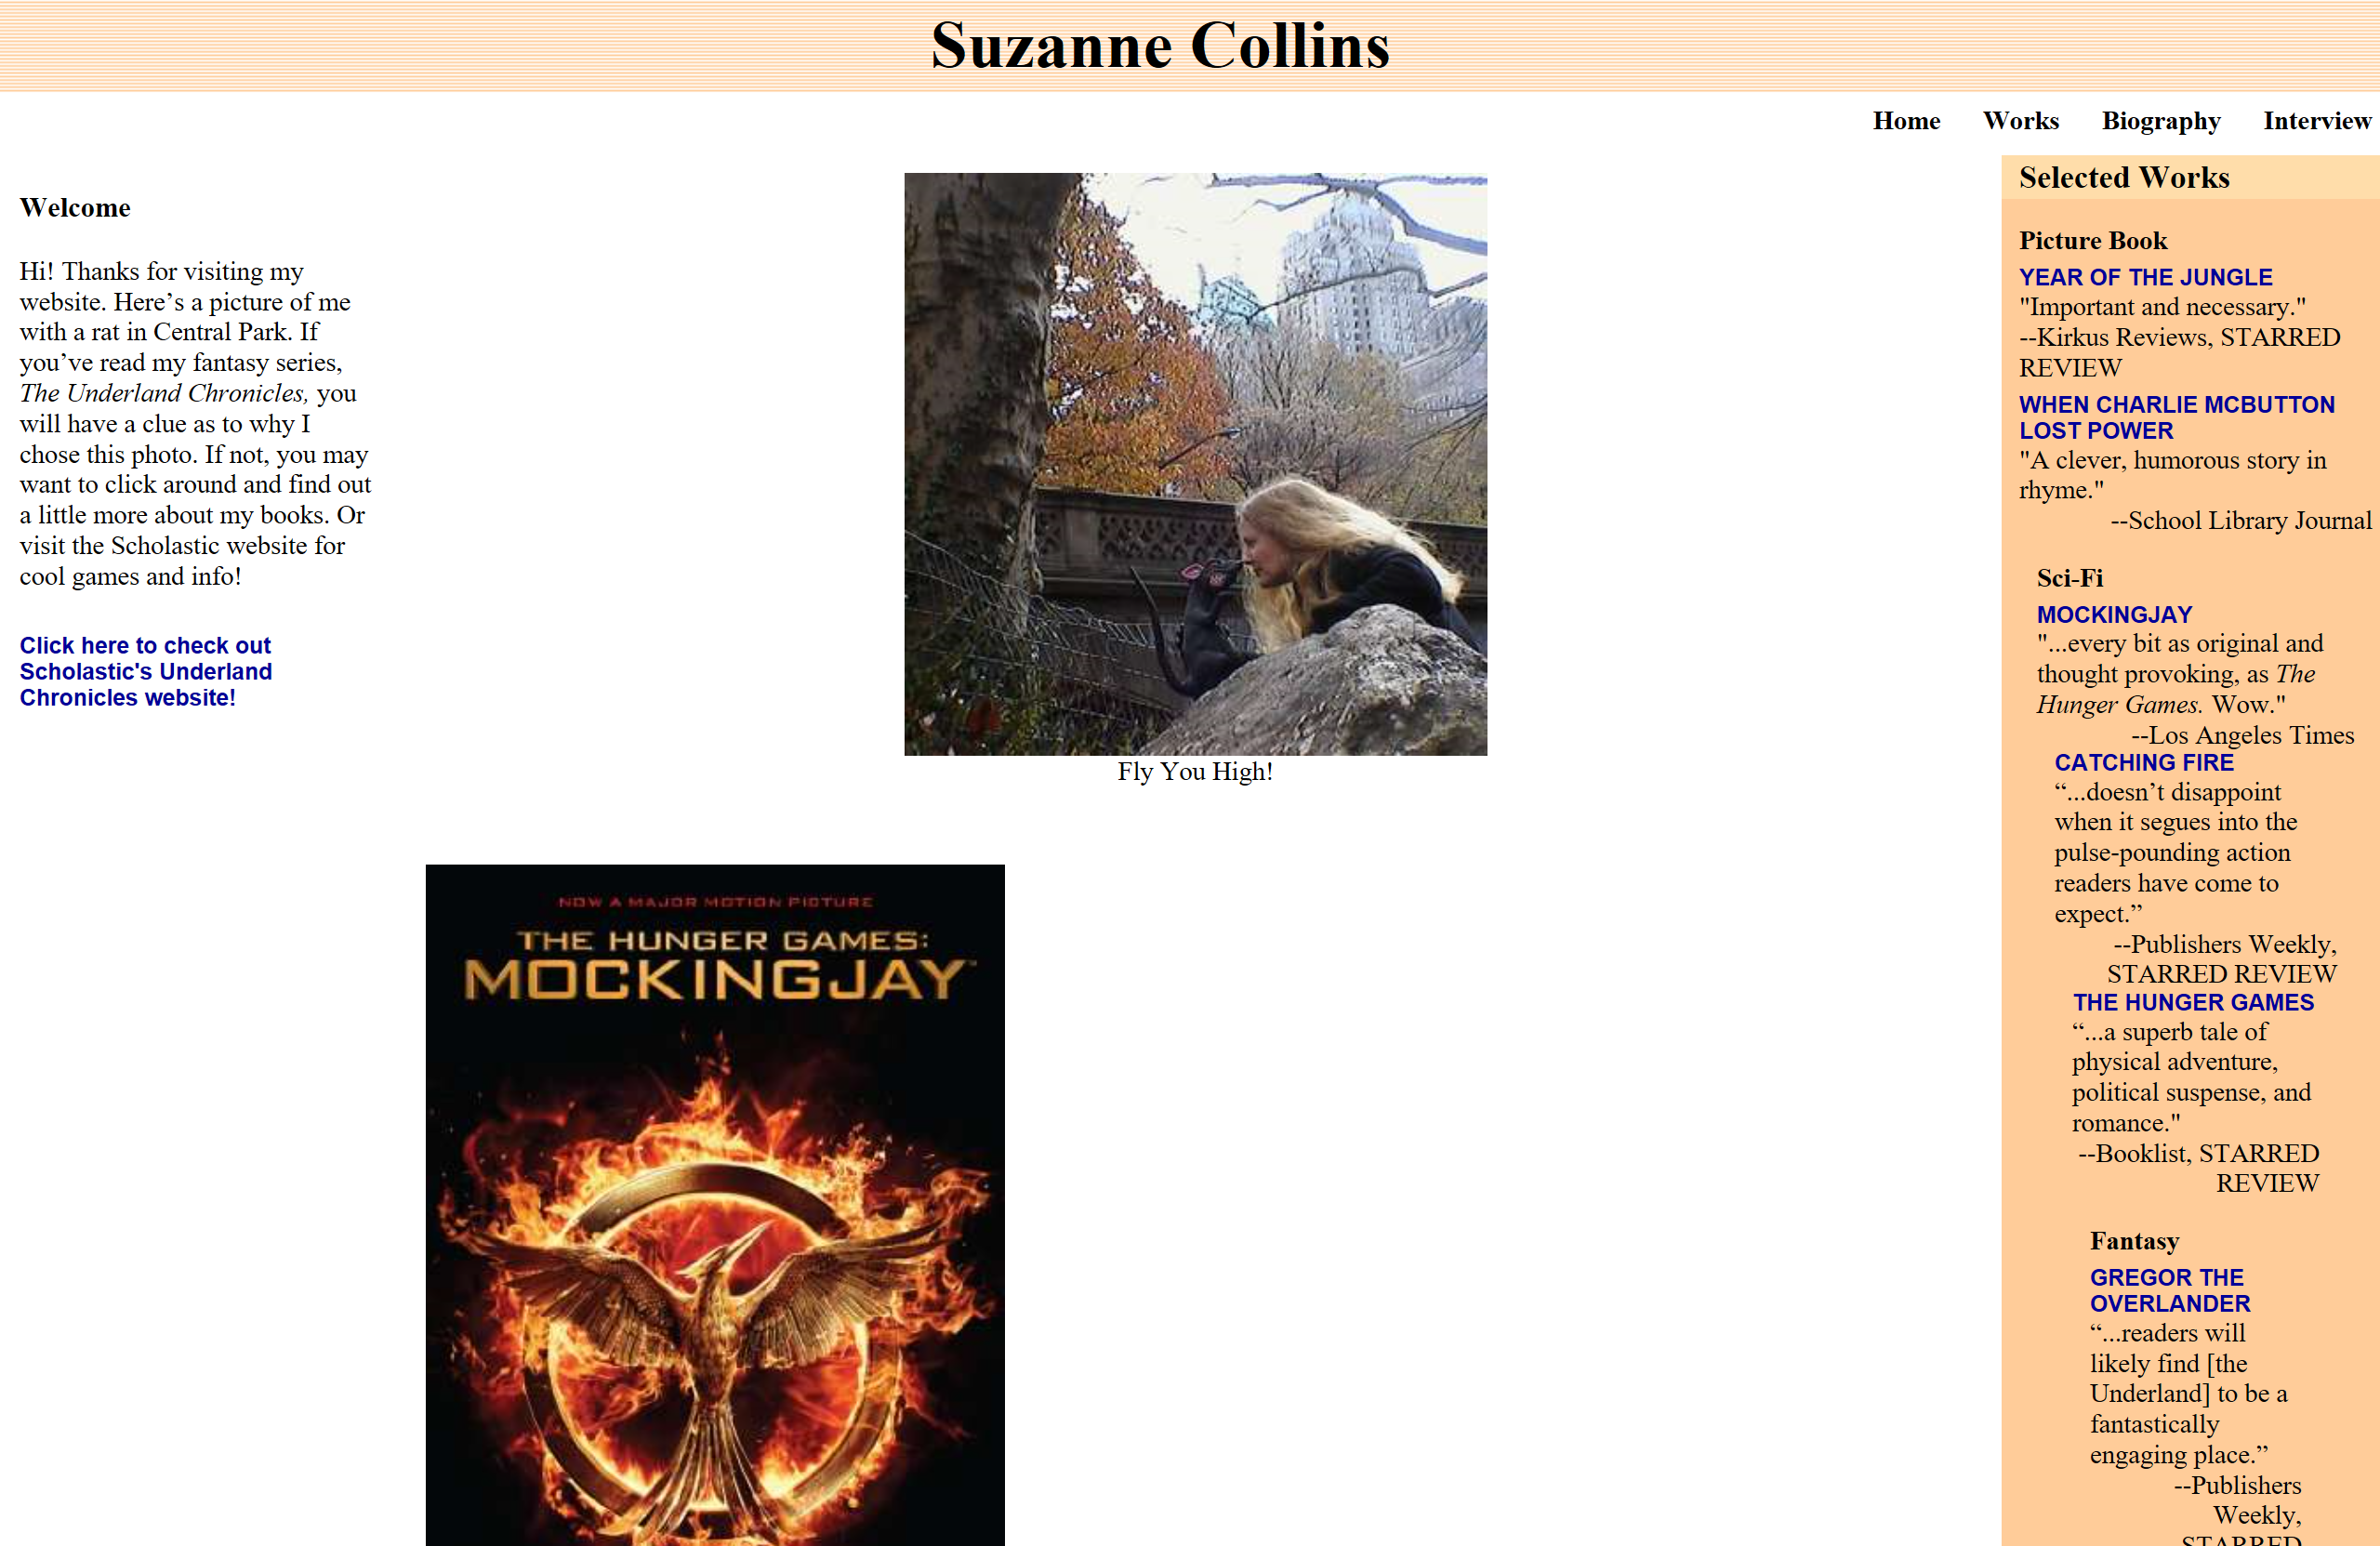 Suzanne Collins
Home Works Biography Interview
Welcome
Hi! Thanks for visiting my
website. Here’s a picture of me
with a rat in Central Park. If
you’ve read my fantasy series,
The Underland Chronicles, you
will have a clue as to why I
chose this photo. If not, you may
want to click around and find out
a little more about my books. Or
visit the Scholastic website for
cool games and info!
Click here to check out
Scholastic's Underland
Chronicles website!
Fly You High!
NOW A MAJOR MOTION PICTURE
THE HUNGER GAMES:
MOCKINGJAY™
Selected Works
Picture Book
YEAR OF THE JUNGLE
"Important and necessary."
--Kirkus Reviews, STARRED
REVIEW
WHEN CHARLIE MCBUTTON
LOST POWER
"A clever, humorous story in
rhyme."
--School Library Journal
Sci-Fi
MOCKINGJAY
"...every bit as original and
thought provoking, as The
Hunger Games. Wow."
--Los Angeles Times
CATCHING FIRE
“...doesn’t disappoint
when it segues into the
pulse-pounding action
readers have come to
expect.”
--Publishers Weekly,
STARRED REVIEW
THE HUNGER GAMES
“...a superb tale of
physical adventure,
political suspense, and
romance."
--Booklist, STARRED
REVIEW
Fantasy
GREGOR THE
OVERLANDER
“...readers will
likely find [the
Underland] to be a
fantastically
engaging place.”
--Publishers
Weekly,
STARRED